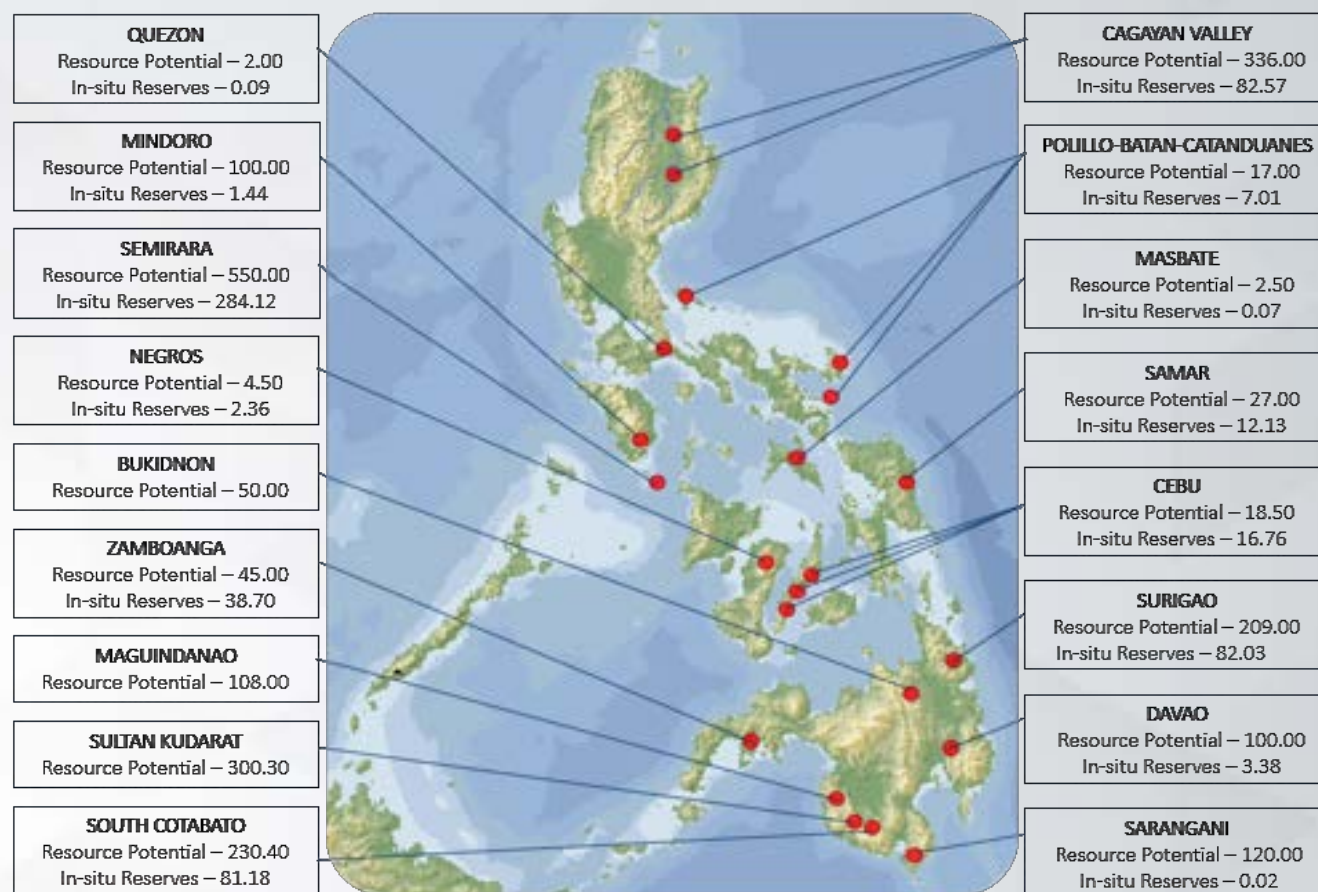 QUEZON
Resource Potential – 2.00
In-situ Reserves – 0.09
MINDORO
Resource Potential – 100.00
In-situ Reserves – 1.44
SEMIRARA
Resource Potential – 550.00
In-situ Reserves – 284.12
NEGROS
Resource Potential – 4.50
In-situ Reserves – 2.36
BUKIDNON
Resource Potential – 50.00
ZAMBOANGA
Resource Potential – 45.00
In-situ Reserves – 38.70
MAGUINDANAO
Resource Potential – 108.00
SULTAN KUDARAT
Resource Potential – 300.30
SOUTH COTABATO
Resource Potential – 230.40
In-situ Reserves – 81.18
CAGAYAN VALLEY
Resource Potential – 336.00
In-situ Reserves – 82.57
POLILLO-BATAN-CATANDUANES
Resource Potential – 17.00
In-situ Reserves – 7.01
MASBATE
Resource Potential – 2.50
In-situ Reserves – 0.07
SAMAR
Resource Potential – 27.00
In-situ Reserves – 12.13
CEBU
Resource Potential – 18.50
In-situ Reserves – 16.76
SURIGAO
Resource Potential – 209.00
In-situ Reserves – 82.03
DAVAO
Resource Potential – 100.00
In-situ Reserves – 3.38
SARANGANI
Resource Potential – 120.00
In-situ Reserves – 0.02